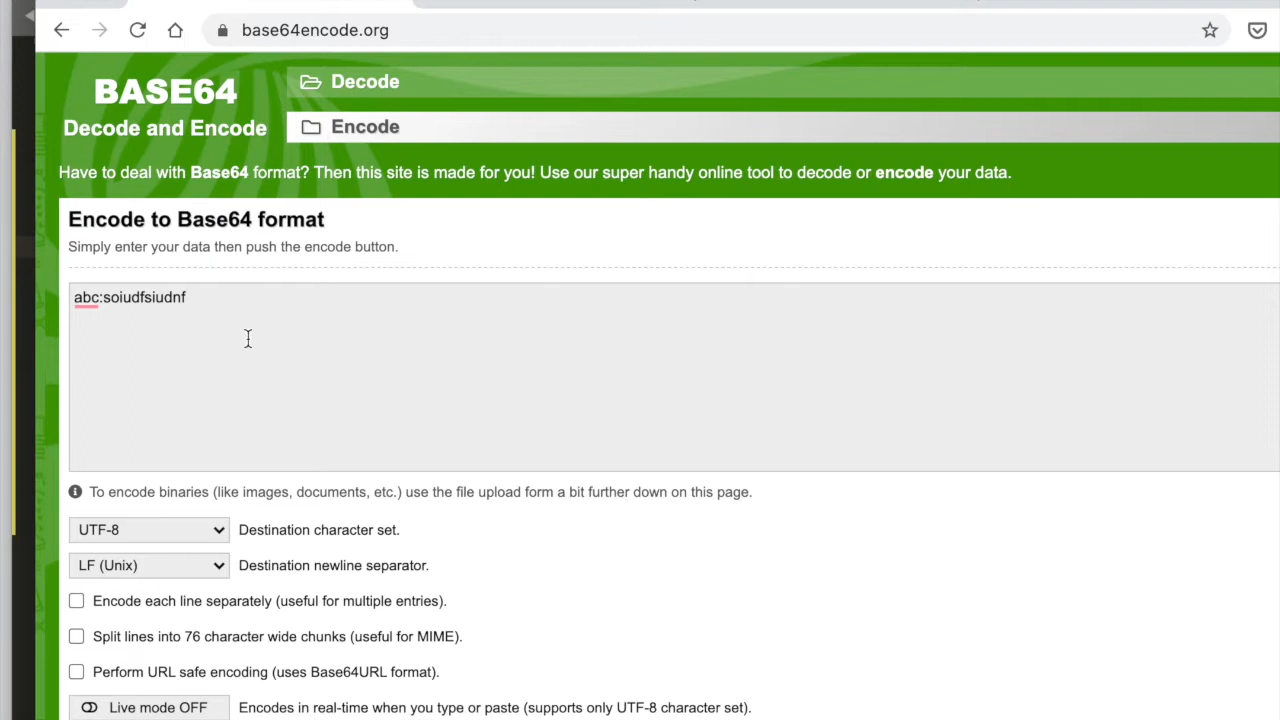 base64encode.org
BASE64
Decode and Encode
Decode
Encode
Have to deal with Base64 format? Then this site is made for you! Use our super handy online tool to decode or encode your data.
Encode to Base64 format
Simply enter your data then push the encode button.
abc:soiudfsiudnf
To encode binaries (like images, documents, etc.) use the file upload form a bit further down on this page.
UTF-8 Destination character set.
LF (Unix) Destination newline separator.
Encode each line separately (useful for multiple entries).
Split lines into 76 character wide chunks (useful for MIME).
Perform URL safe encoding (uses Base64URL format).
Live mode OFF Encodes in real-time when you type or paste (supports only UTF-8 character set).